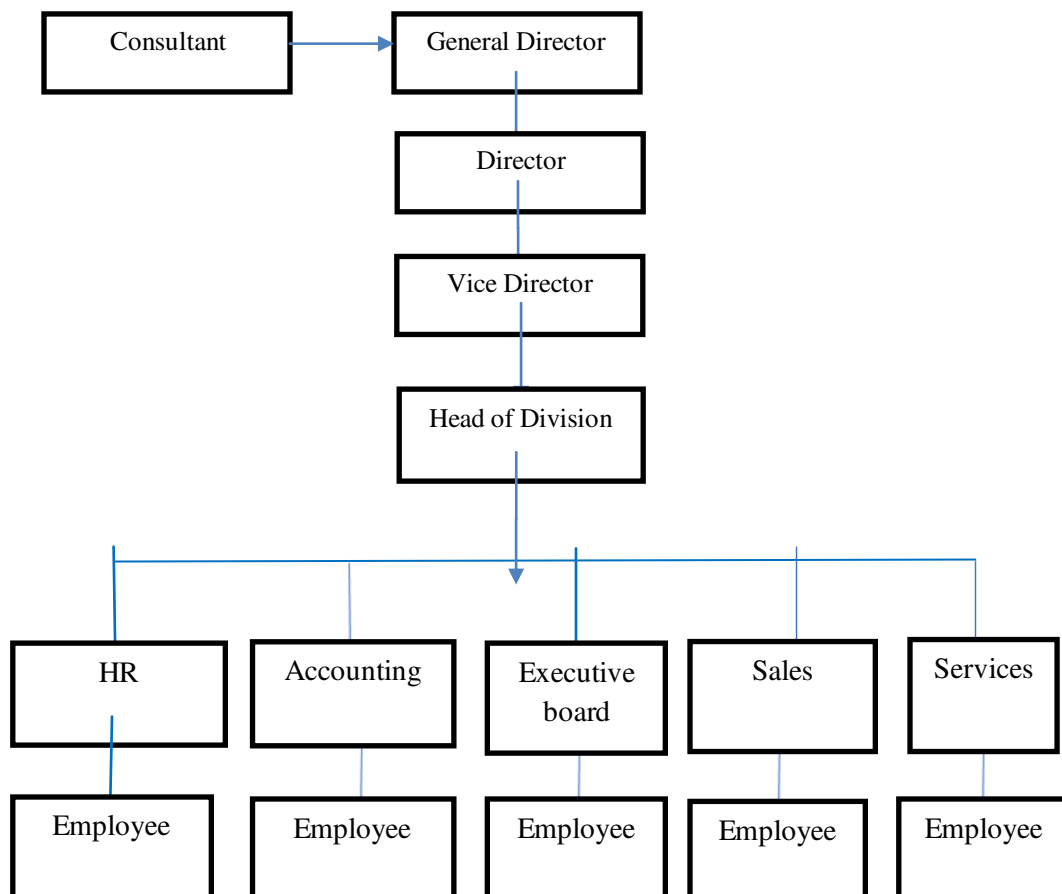 Consultant
General Director
Director
Vice Director
Head of Division
HR
Accounting
Executive
board
Sales
Services
Employee
Employee
Employee
Employee
Employee